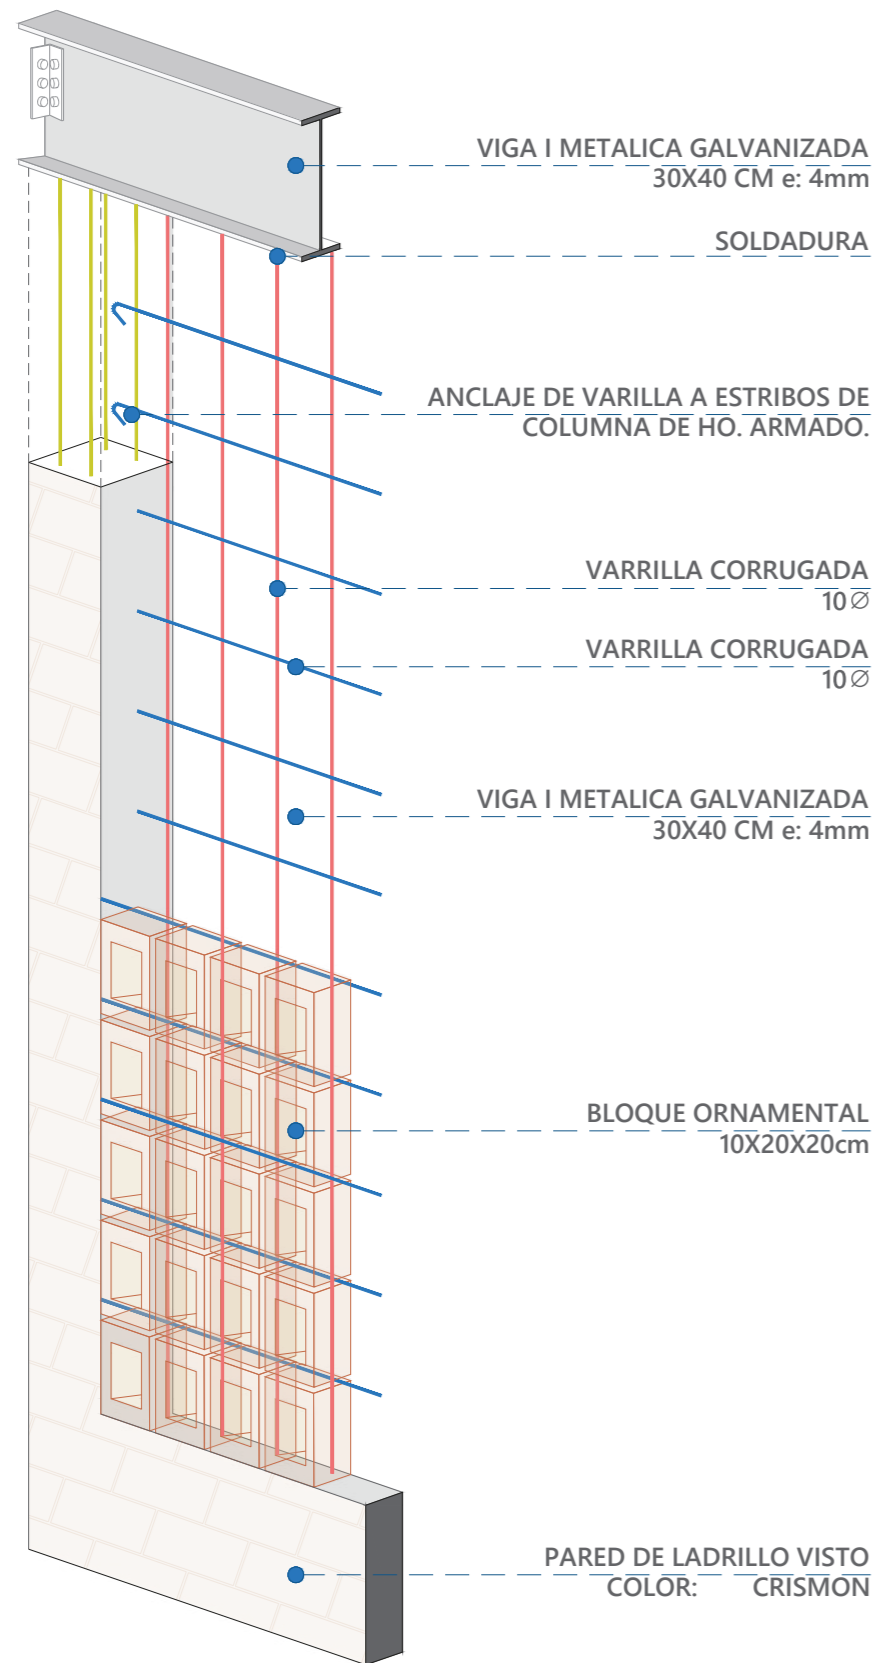 VIGA I METALICA GALVANIZADA
30X40 CM e: 4mm
SOLDADURA
ANCLAJE DE VARILLA A ESTRIBOS DE
COLUMNA DE HO. ARMADO.
VARRILLA CORRUGADA
10∅
VARRILLA CORRUGADA
10∅
VIGA I METALICA GALVANIZADA
30X40 CM e: 4mm
BLOQUE ORNAMENTAL
10X20X20cm
PARED DE LADRILLO VISTO
COLOR: CRISMON